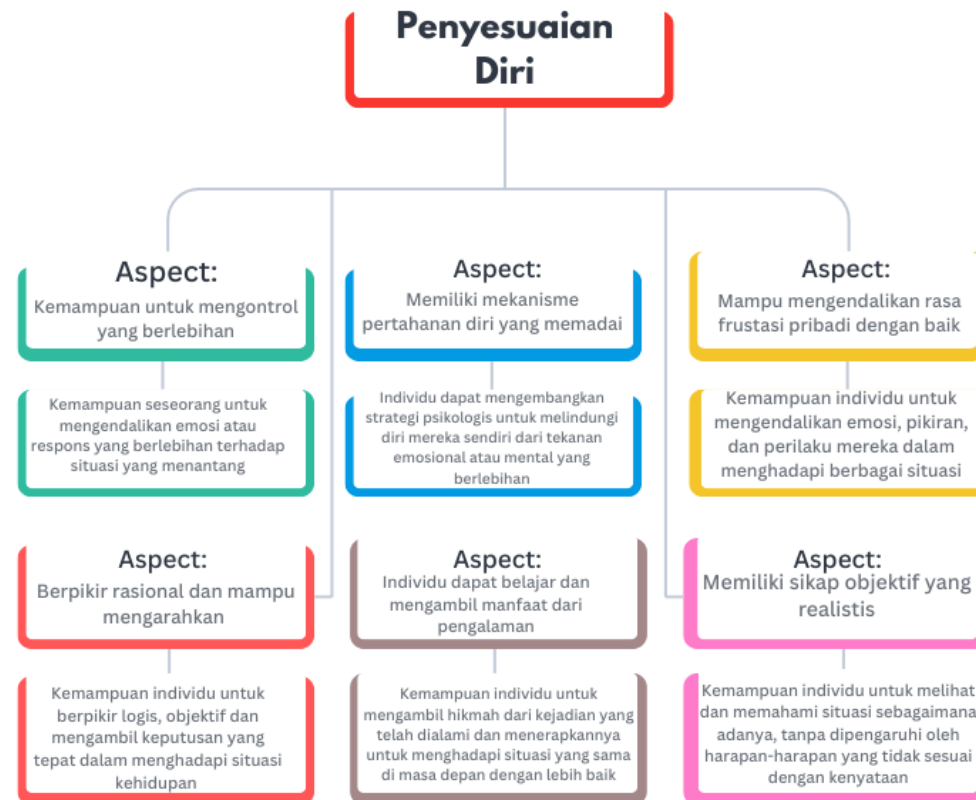 Penyesuaian
Diri
Aspect:
Kemampuan untuk mengontrol
yang berlebihan
Kemampuan seseorang untuk
mengendalikan emosi atau
respons yang berlebihan terhadap
situasi yang menantang
Aspect:
Memiliki mekanisme
pertahanan diri yang memadai
Individu dapat mengembangkan
strategi psikologis untuk melindungi
diri mereka sendiri dari tekanan
emosional atau mental yang
berlebihan
Aspect:
Mampu mengendalikan rasa
frustasi pribadi dengan baik
Kemampuan individu untuk
mengendalikan emosi, pikiran,
dan perilaku mereka dalam
menghadapi berbagai situasi
Aspect:
Berpikir rasional dan mampu
mengarahkan
Kemampuan individu untuk
berpikir logis, objektif dan
mengambil keputusan yang
tepat dalam menghadapi situasi
kehidupan
Aspect:
Individu dapat belajar dan
mengambil manfaat dari
pengalaman
Kemampuan individu untuk
mengambil hikmah dari kejadian yang
telah dialami dan menerapkannya
untuk menghadapi situasi yang sama
di masa depan dengan lebih baik
Aspect:
Memiliki sikap objektif yang
realistis
Kemampuan individu untuk melihat
dan memahami situasi sebagaimana
adanya, tanpa dipengaruhi oleh
harapan-harapan yang tidak sesuai
dengan kenyataan